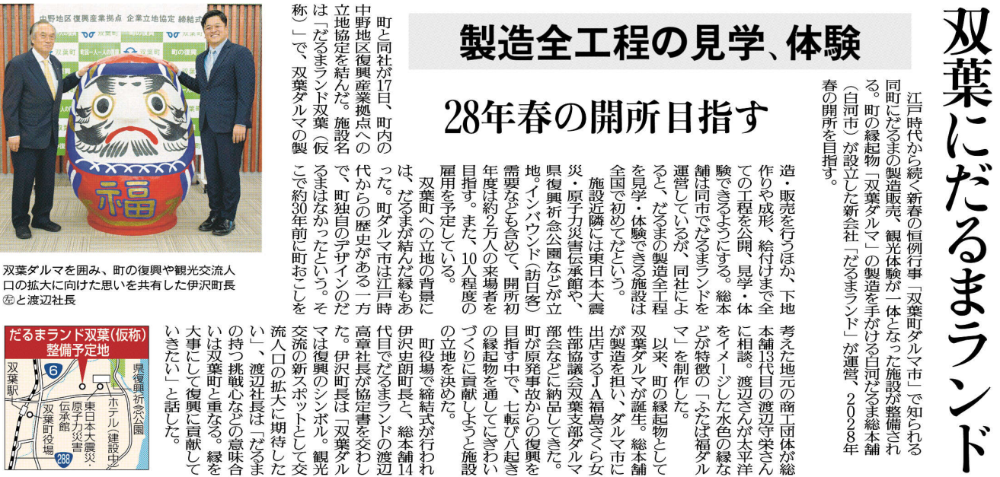 双葉にだるまランド
製造全工程の見学、体験
28年春の開所目指す
江戸時代から続く新春の恒例行事「双葉町ダルマ市」で知られる
同町にだるまの製造販売、観光体験が一体となった施設が整備され
る。町の縁起物「双葉ダルマ」の製造を手がける白河だるま総本舗
（白河市）が設立した新会社「だるまランド」が運営、2028年
春の開所を目指す。
町と同社が17日、町内の
中野地区復興産業拠点への
立地協定を結んだ。施設名
は「だるまランド双葉（仮
称）」で、双葉ダルマの製
造・販売を行うほか、下地
作りや成形、絵付けまで全
ての工程を公開、見学・体
験できるようにする。総本
舗は同市でだるまランドを
運営しているが、同社によ
ると、だるまの製造全工程
を見学・体験できる施設は
全国で初めてだという。
施設近隣には東日本大震
災・原子力災害伝承館や、
県復興祈念公園などが立
地。インバウンド（訪日客）
需要なども含めて、開所初
年度は約2万人の来場者を
目指す。また、10人程度の
雇用を予定している。
双葉町への立地の背景に
は、だるまが結んだ縁もあ
った。町ダルマ市は江戸時
代からの歴史がある一方
で、町独自のデザインのだ
るまはなかったという。そ
こで約30年前に町おこしを
考えた地元の商工団体が総
本舗13代目の渡辺守栄さん
に相談。渡辺さんが太平洋
をイメージした水色の縁な
どが特徴の「ふたば福ダル
マ」を制作した。
以来、町の縁起物として
双葉ダルマが誕生。総本舗
が製造を担い、ダルマ市に
出店するJA福島さくら女
性部協議会双葉支部ダルマ
部会などに納品してきた。
町が原発事故からの復興を
目指す中で、七転び八起き
の縁起物を通してにぎわい
づくりに貢献しようと施設
の立地を決めた。
町役場で締結式が行われ
伊沢史朗町長と、総本舗14
代目でだるまランドの渡辺
高章社長が協定書を交わし
た。伊沢町長は「双葉ダル
マは復興のシンボル。観光
交流の新スポットとして交
流人口の拡大に期待した
い」、渡辺社長は「だるま
の持つ挑戦心などの意味合
いは双葉町と重なる。縁を
大事にして復興に貢献して
いきたい」と話した。
中野地区復興産業拠点 企業立地協定 締結式
双葉町
町の復興
福
双葉ダルマを囲み、町の復興や観光交流人
口の拡大に向けた思いを共有した伊沢町長
㊧と渡辺社長
だるまランド双葉（仮称）
整備予定地
県復興祈念公園
ホテル（建設中）
東日本大震災・
原子力災害
伝承館
双葉町役場
双葉駅
6
288